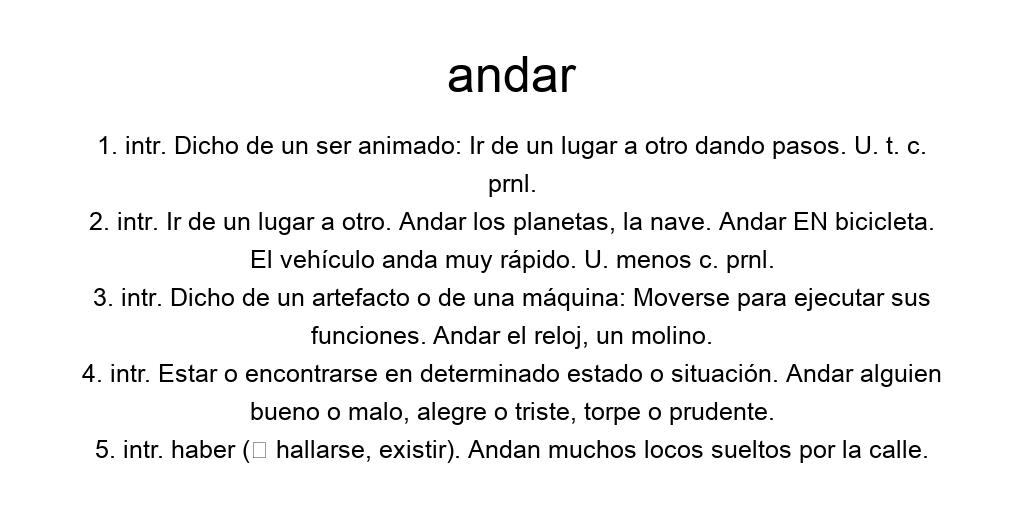 andar
1. intr. Dicho de un ser animado: Ir de un lugar a otro dando pasos. U. t. c.
prnl.
2. intr. Ir de un lugar a otro. Andar los planetas, la nave. Andar EN bicicleta.
El vehículo anda muy rápido. U. menos c. prnl.
3. intr. Dicho de un artefacto o de una máquina: Moverse para ejecutar sus
funciones. Andar el reloj, un molino.
4. intr. Estar o encontrarse en determinado estado o situación. Andar alguien
bueno o malo, alegre o triste, torpe o prudente.
5. intr. haber (▯ hallarse, existir). Andan muchos locos sueltos por la calle.